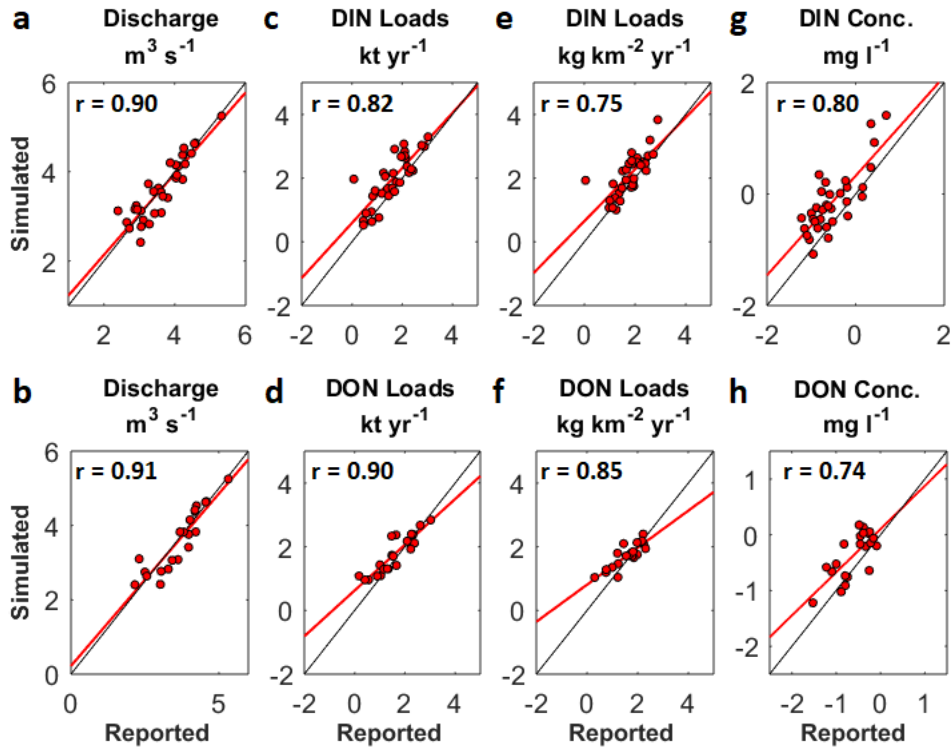 a Discharge
m³ s⁻¹
r = 0.90
Simulated
6
4
2
2 4 6
c DIN Loads
kt yr⁻¹
r = 0.82
4
2
0
-2
-2 0 2 4
e DIN Loads
kg km⁻² yr⁻¹
r = 0.75
4
2
0
-2
-2 0 2 4
g DIN Conc.
mg l⁻¹
r = 0.80
2
0
-2
-2 0 2
b Discharge
m³ s⁻¹
r = 0.91
Simulated
6
4
2
0
0 5
Reported
d DON Loads
kt yr⁻¹
r = 0.90
4
2
0
-2
-2 0 2 4
Reported
f DON Loads
kg km⁻² yr⁻¹
r = 0.85
4
2
0
-2
-2 0 2 4
Reported
h DON Conc.
mg l⁻¹
r = 0.74
1
0
-1
-2
-2 -1 0 1
Reported